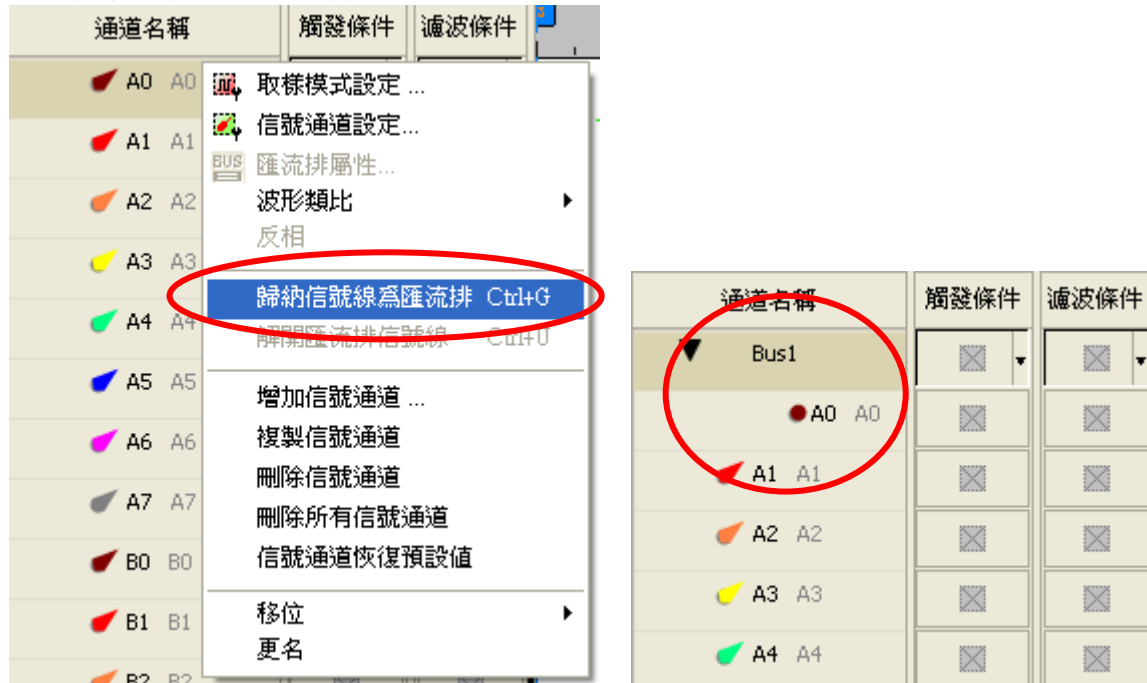 通道名稱 觸發條件 濾波條件
A0 A0
A1 A1
A2 A2
A3 A3
A4 A4
A5 A5
A6 A6
A7 A7
B0 B0
B1 B1
B2 B2
取樣模式設定 ...
信號通道設定...
BUS 匯流排屬性...
波形類比
反相
歸納信號線爲匯流排 Ctrl+G
解開匯流排信號線 Ctrl+U
增加信號通道 ...
複製信號通道
刪除信號通道
刪除所有信號通道
信號通道恢復預設值
移位
更名
通道名稱 觸發條件 濾波條件
Bus1
A0 A0
A1 A1
A2 A2
A3 A3
A4 A4